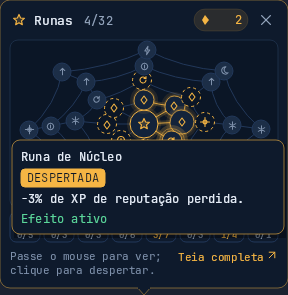 Runas 4/32
2
Runa de Núcleo
DESPERTADA
-3% de XP de reputação perdida.
Efeito ativo
Passe o mouse para ver;
clique para despertar.
Teia completa